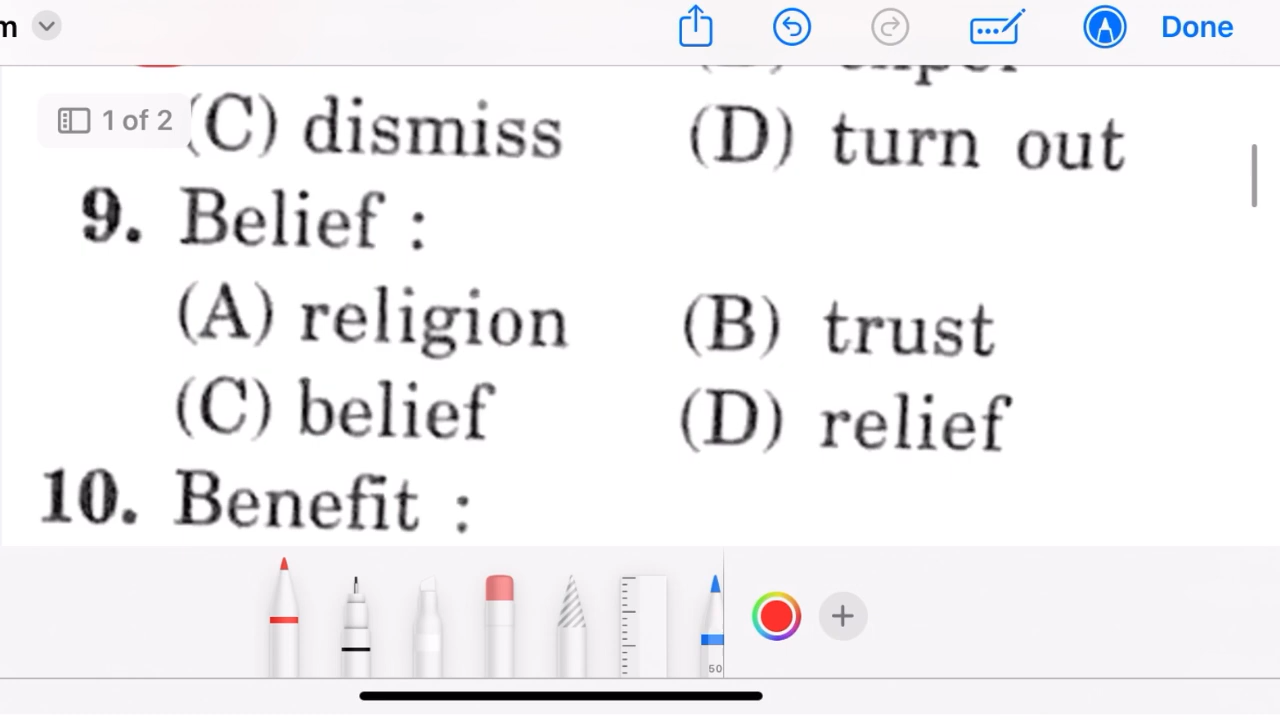 m
Done
1 of 2
(C) dismiss (D) turn out
9. Belief :
(A) religion (B) trust
(C) belief (D) relief
10. Benefit :
50